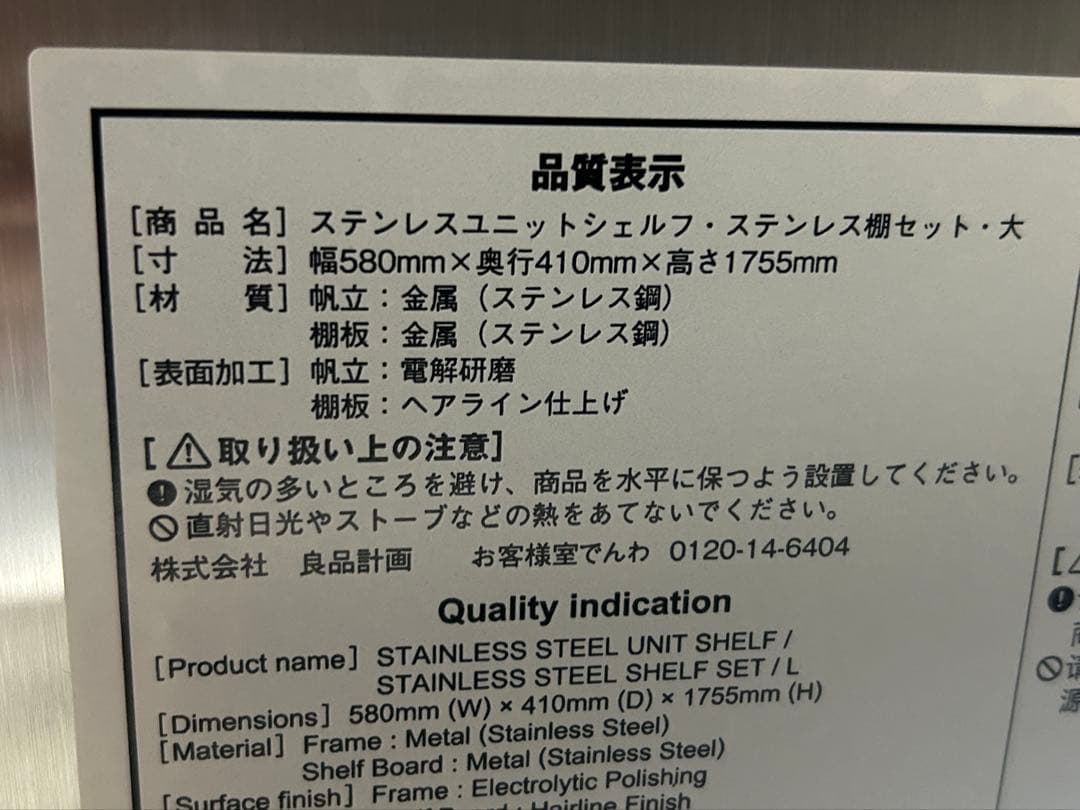 品質表示
[商品名] ステンレスユニットシェルフ・ステンレス棚セット・大
[寸法] 幅580mm×奥行410mm×高さ1755mm
[材質] 帆立：金属（ステンレス鋼）
棚板：金属（ステンレス鋼）
[表面加工] 帆立：電解研磨
棚板：ヘアライン仕上げ
[⚠取り扱い上の注意]
湿気の多いところを避け、商品を水平に保つよう設置してください。
直射日光やストーブなどの熱をあてないでください。
株式会社 良品計画 お客様室でんわ 0120-14-6404
Quality indication
[Product name] STAINLESS STEEL UNIT SHELF /
STAINLESS STEEL SHELF SET / L
[Dimensions] 580mm (W) × 410mm (D) × 1755mm (H)
[Material] Frame : Metal (Stainless Steel)
Shelf Board : Metal (Stainless Steel)
[Surface finish] Frame : Electrolytic Polishing
Hairline Finish